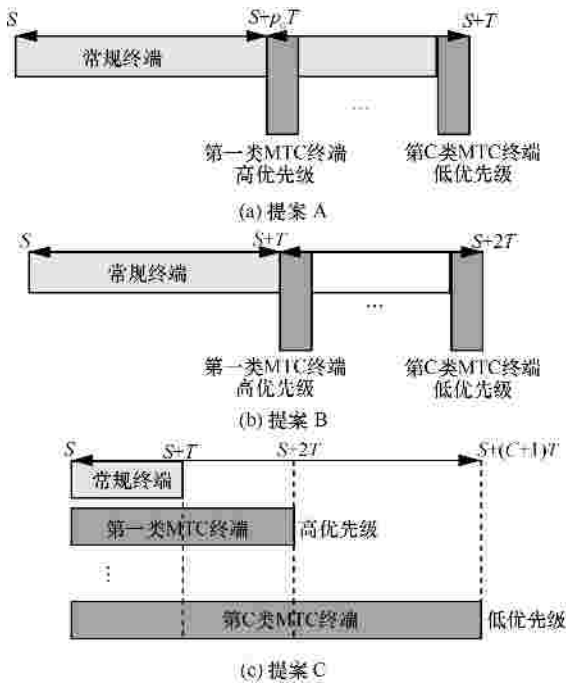 S
S+pcT
S+T
常规终端
...
第一类MTC终端
高优先级
第C类MTC终端
低优先级
(a) 提案 A
S
S+T
S+2T
常规终端
...
第一类MTC终端
高优先级
第C类MTC终端
低优先级
(b) 提案 B
S
S+T
S+2T
S+(C+1)T
常规终端
第一类MTC终端
高优先级
⋮
第C类MTC终端
低优先级
(c) 提案 C